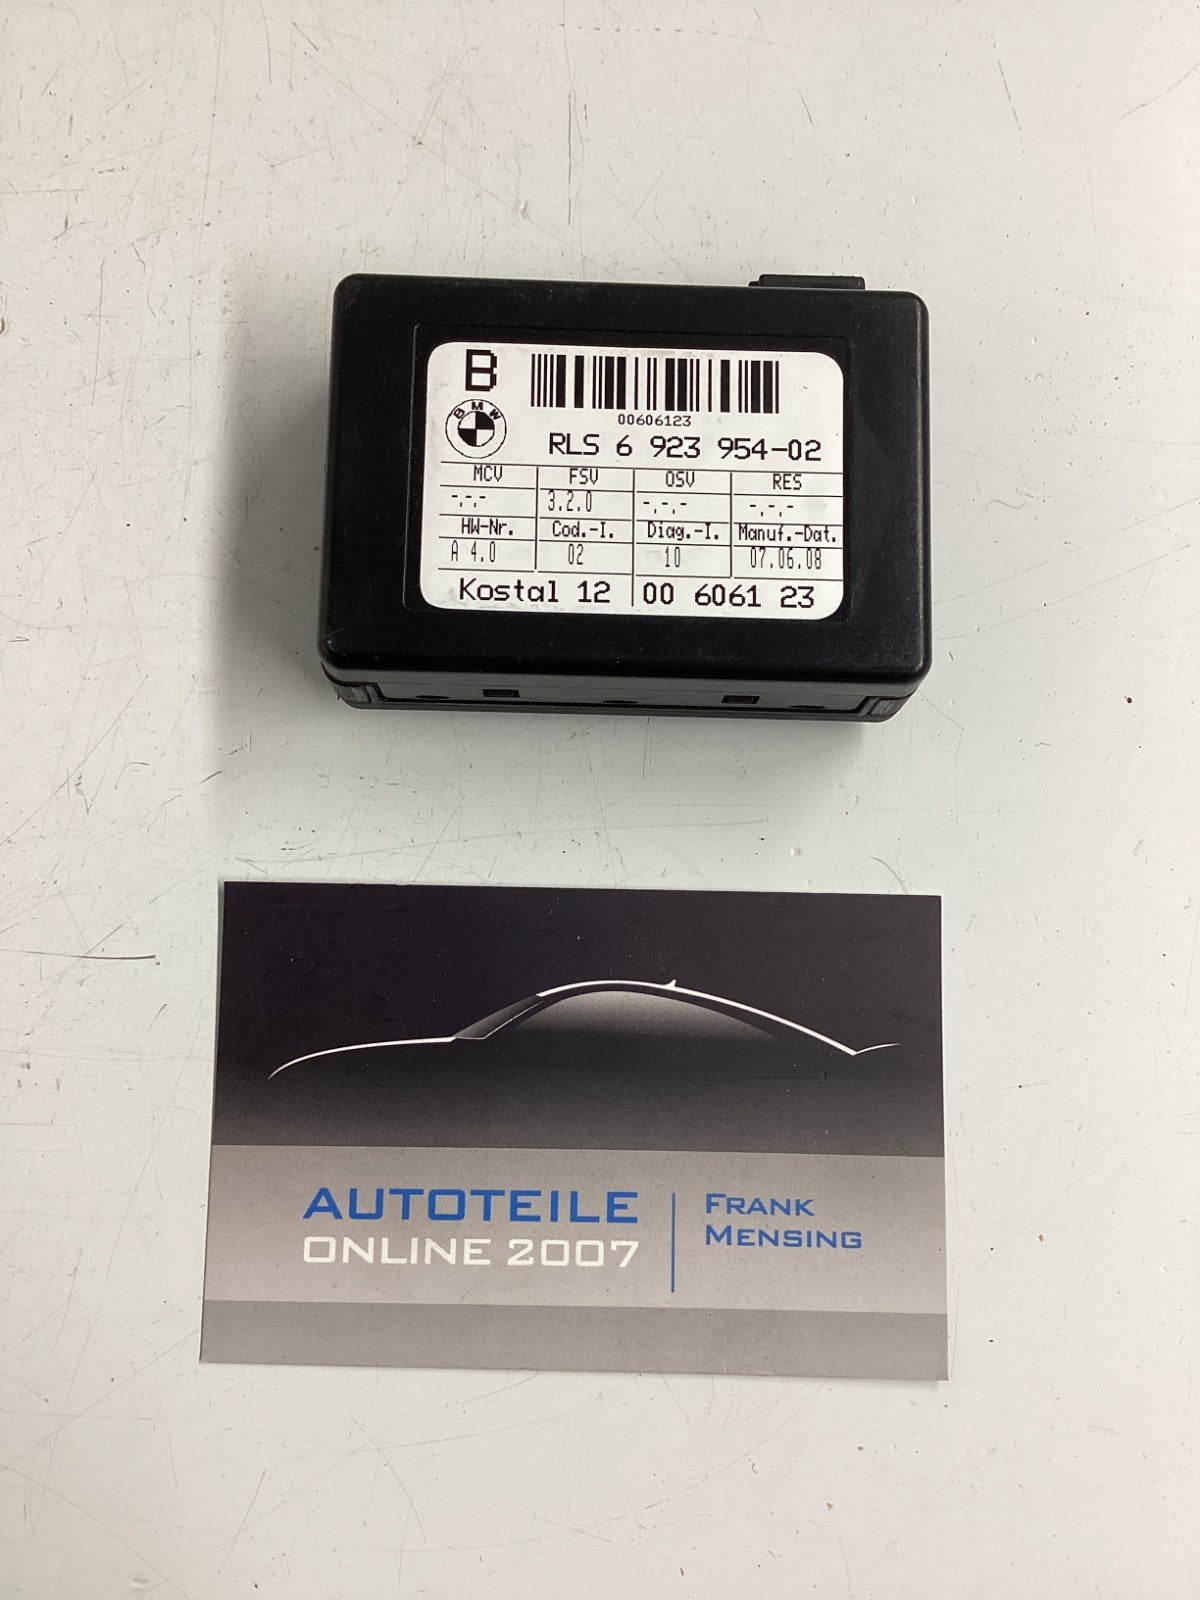 B
BMW
00606123
RLS 6 923 954-02
MCV FSV OSV RES
-.-.- 3.2.0 -.-.- -.-.-
HW-Nr. Cod.-I. Diag.-I. Manuf.-Dat.
A 4.0 02 10 07.06.08
Kostal 12 00 6061 23
AUTOTEILE
ONLINE 2007
FRANK
MENSING